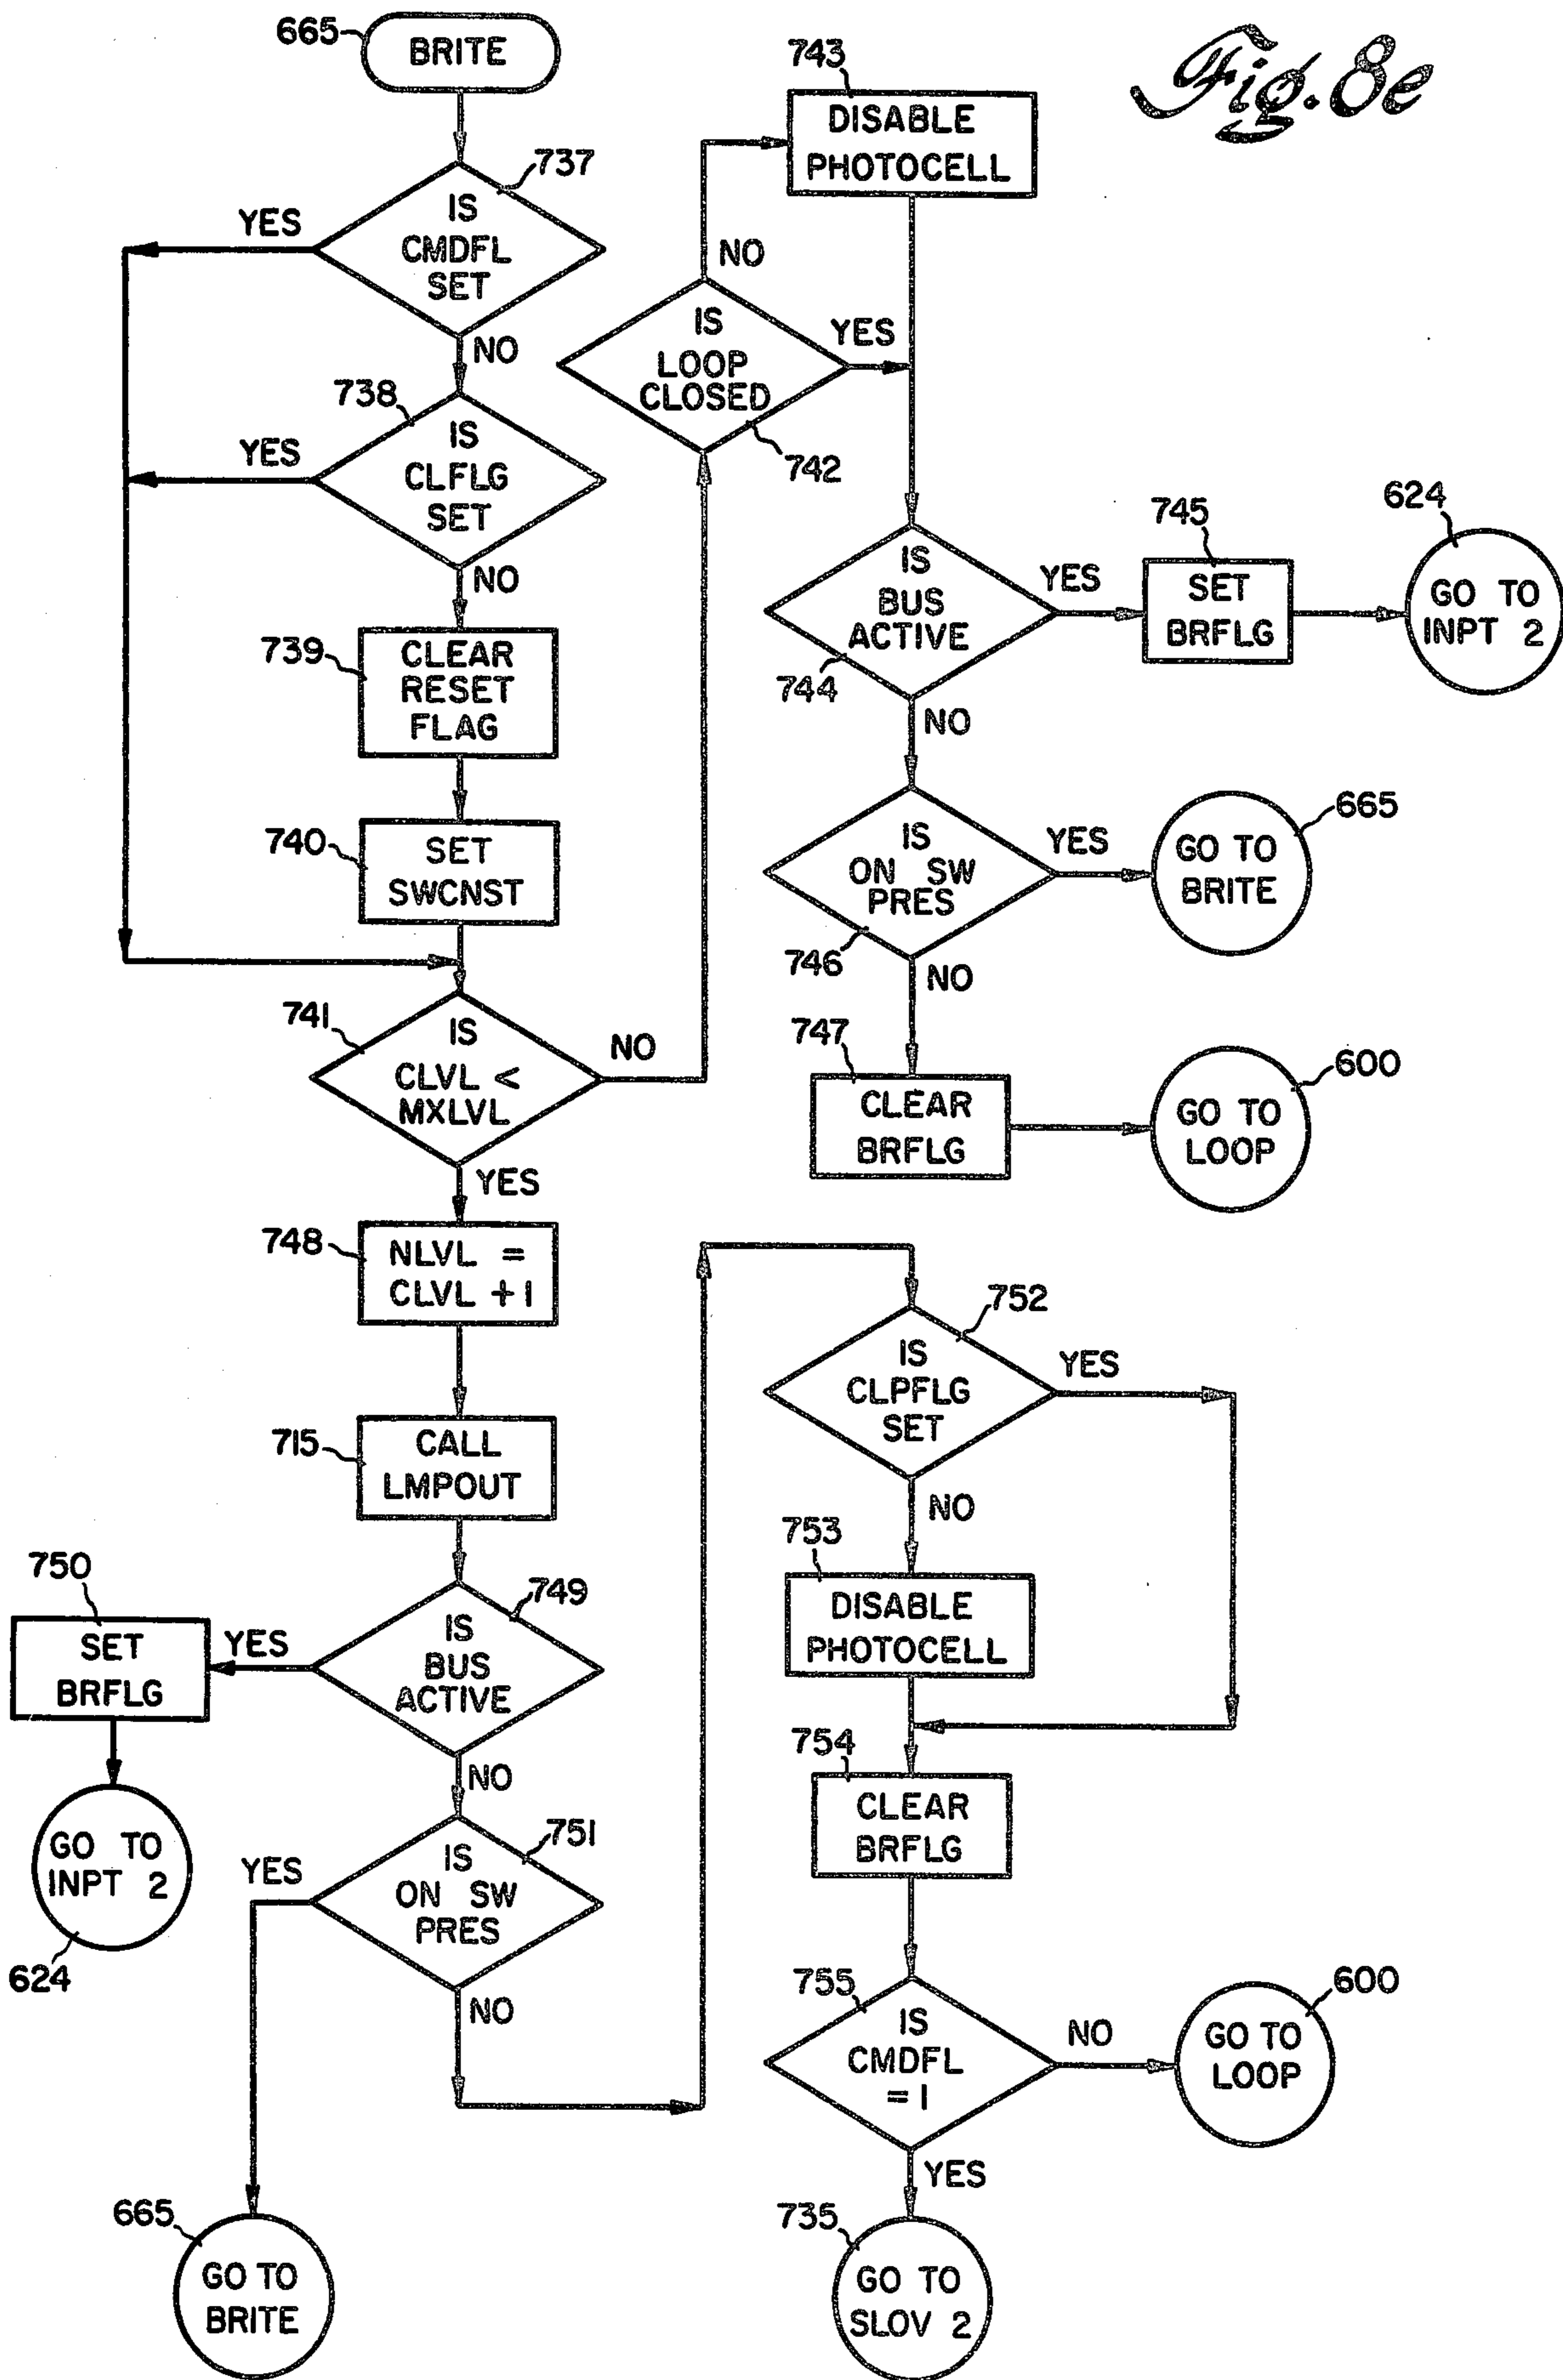 Fig. 8e
665
BRITE
737
IS
CMDFL
SET
YES
NO
738
IS
CLFLG
SET
YES
NO
739
CLEAR
RESET
FLAG
740
SET
SWCNST
741
IS
CLVL <
MXLVL
NO
YES
748
NLVL =
CLVL + 1
715
CALL
LMPOUT
749
IS
BUS
ACTIVE
YES
750
SET
BRFLG
GO TO
INPT 2
624
NO
751
IS
ON SW
PRES
YES
NO
665
GO TO
BRITE
743
DISABLE
PHOTOCELL
NO
IS
LOOP
CLOSED
YES
742
IS
BUS
ACTIVE
744
YES
745
SET
BRFLG
624
GO TO
INPT 2
NO
IS
ON SW
PRES
746
YES
665
GO TO
BRITE
NO
747
CLEAR
BRFLG
600
GO TO
LOOP
752
IS
CLPFLG
SET
YES
NO
753
DISABLE
PHOTOCELL
754
CLEAR
BRFLG
755
IS
CMDFL
= 1
NO
600
GO TO
LOOP
YES
735
GO TO
SLOV 2